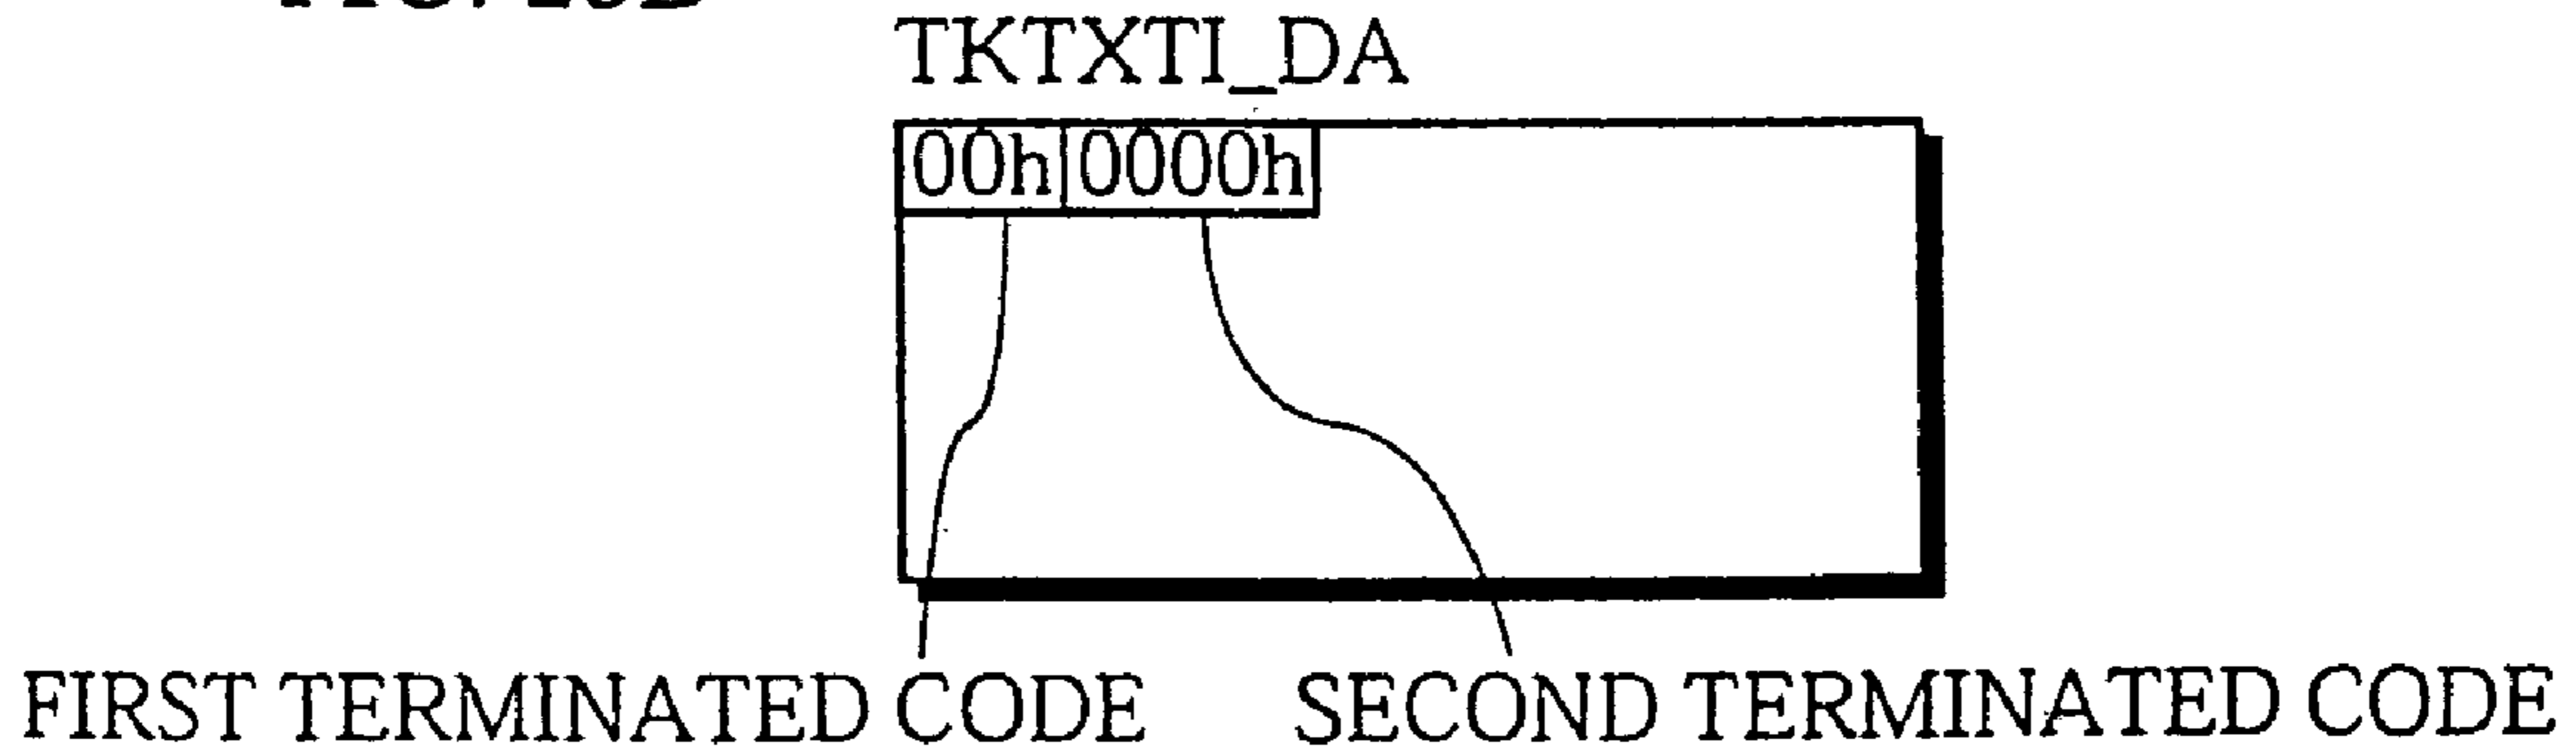 TKTXTI_DA
00h 0000h
FIRST TERMINATED CODE SECOND TERMINATED CODE